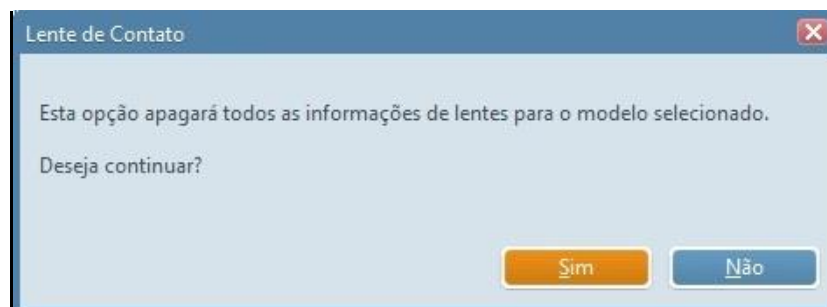 Lente de Contato
Esta opção apagará todos as informações de lentes para o modelo selecionado.
Deseja continuar?
Sim
Não